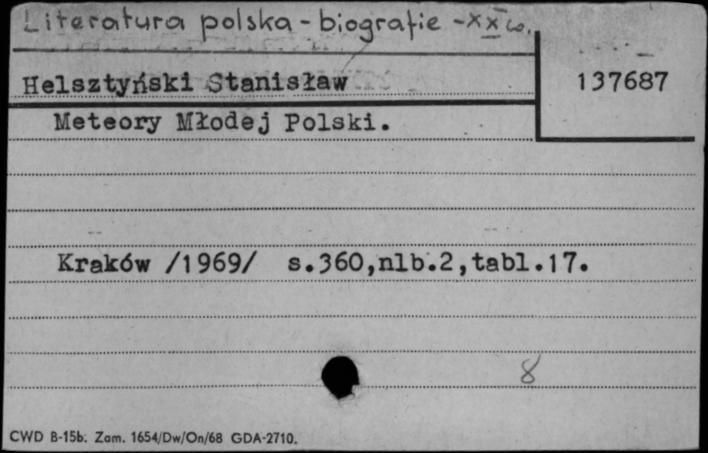 Literatura polska - biografie - XX w.
Helsztyński Stanisław
137687
Meteory Młodej Polski.
Kraków /1969/ s.360,nlb.2,tabl.17.
8
CWD B-15b. Zam. 1654/Dw/On/68 GDA-2710.